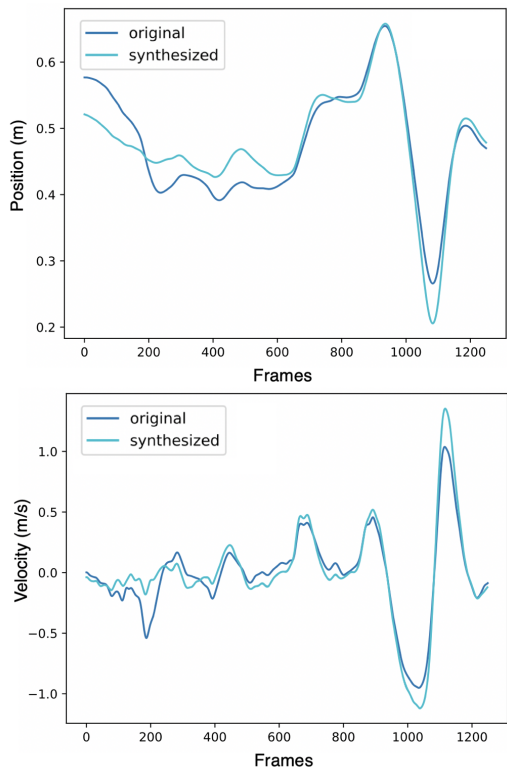 original
synthesized
0.6
0.5
0.4
0.3
0.2
Position (m)
0 200 400 600 800 1000 1200
Frames
original
synthesized
1.0
0.5
0.0
−0.5
−1.0
Velocity (m/s)
0 200 400 600 800 1000 1200
Frames